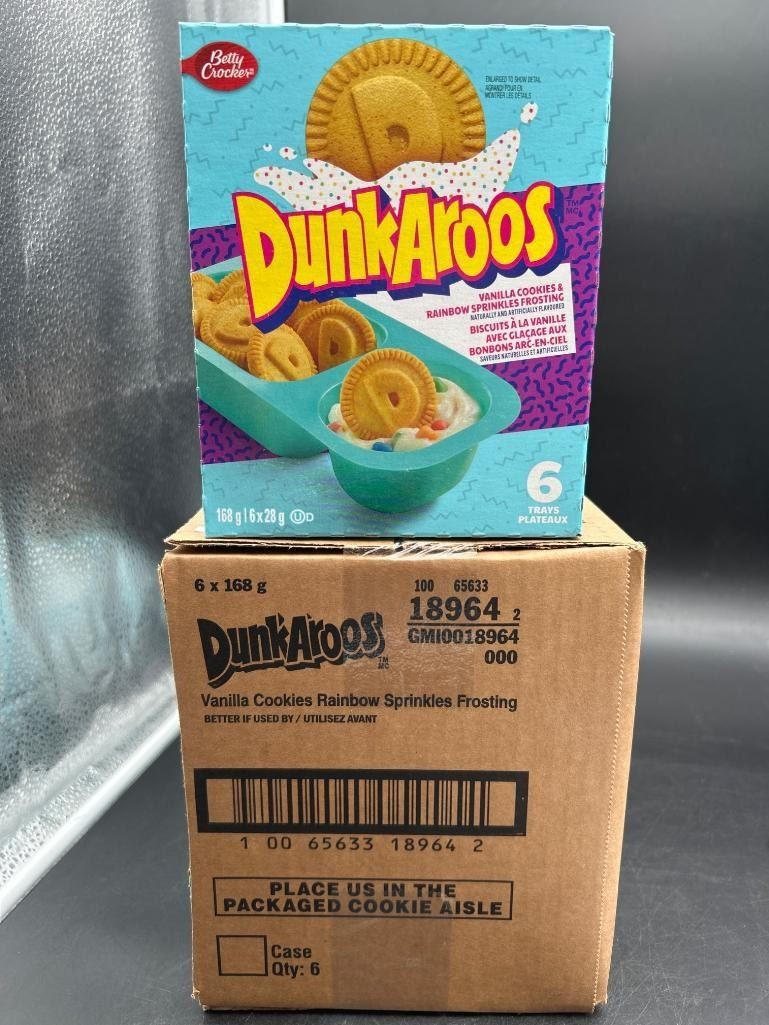 Betty
Crocker
ENLARGED TO SHOW DETAIL
AGRANDI POUR EN
MONTRER LES DÉTAILS
DunkAroos
TM
MC
VANILLA COOKIES &
RAINBOW SPRINKLES FROSTING
NATURALLY AND ARTIFICIALLY FLAVOURED
BISCUITS À LA VANILLE
AVEC GLAÇAGE AUX
BONBONS ARC-EN-CIEL
SAVEURS NATURELLES ET ARTIFICIELLES
D
D
D
168 g | 6 x 28 g U D
6
TRAYS
PLATEAUX
6 x 168 g
100 65633
18964 2
GMI0018964
000
DunkAroos
TM
MC
Vanilla Cookies Rainbow Sprinkles Frosting
BETTER IF USED BY / UTILISEZ AVANT
1 00 65633 18964 2
PLACE US IN THE
PACKAGED COOKIE AISLE
Case
Qty: 6